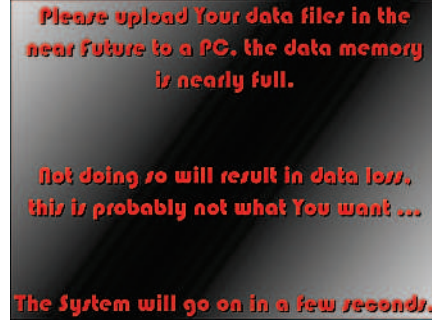 Please upload Your data files in the
near Future to a PC, the data memory
is nearly full.
Not doing so will result in data loss,
this is probably not what You want ...
The System will go on in a few seconds.